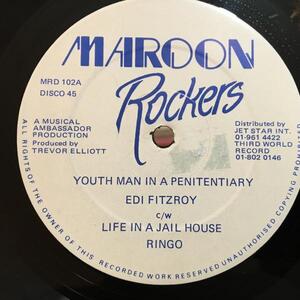 MAROON
Rockers
MRD 102A
DISCO 45
A MUSICAL
AMBASSADOR
PRODUCTION
Produced by
TREVOR ELLIOTT
Distributed by
JET STAR INT.
01-961 4422
THIRD WORLD
RECORD
01-802 0146
YOUTH MAN IN A PENITENTIARY
EDI FITZROY
c/w
LIFE IN A JAIL HOUSE
RINGO
ALL RIGHTS OF THE OWNER OF THIS RECORDED WORK RESERVED UNAUTHORISED COPYING PROHIBITED